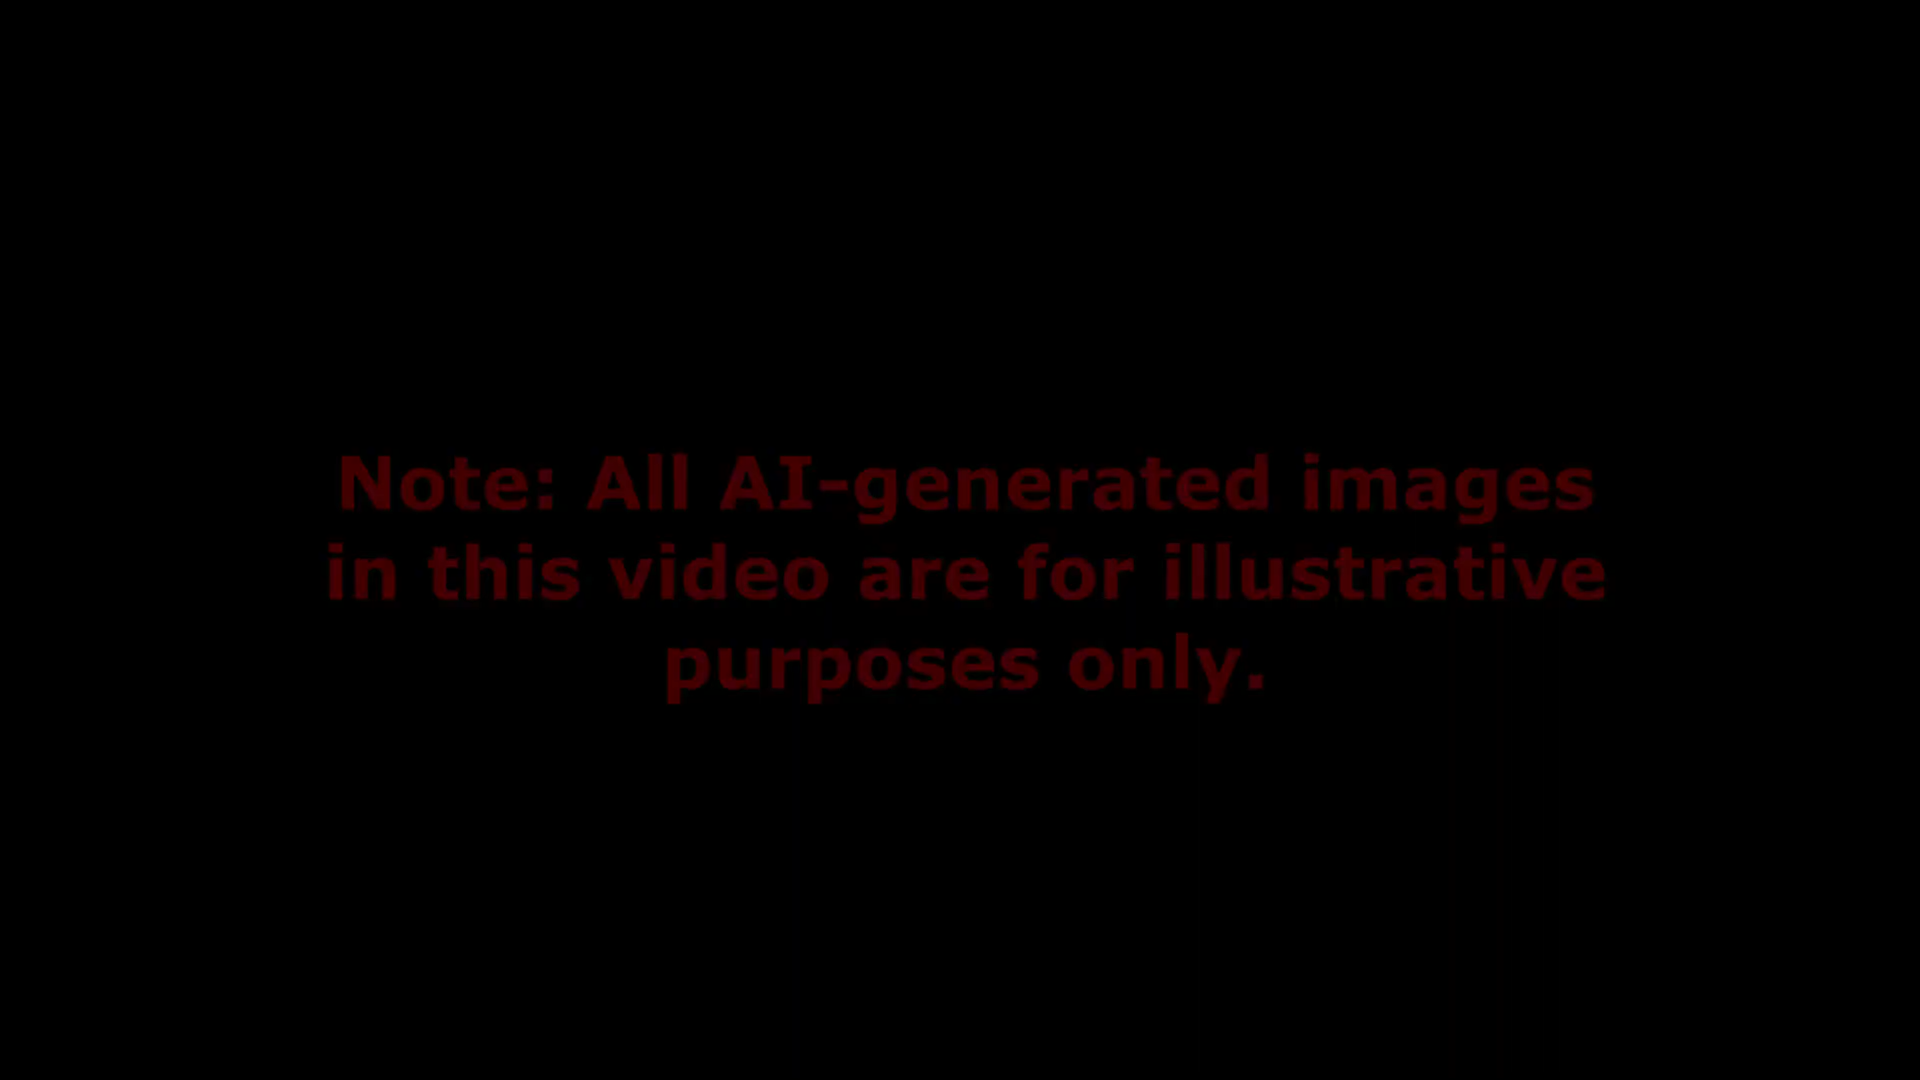 Note: All AI-generated images
in this video are for illustrative
purposes only.